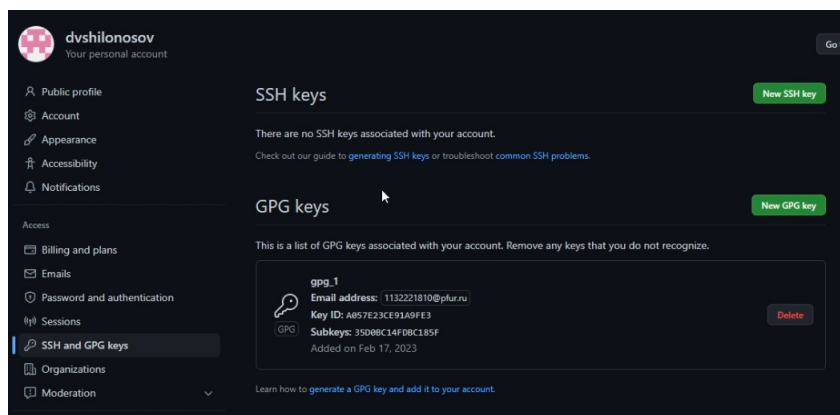 dvshilonosov
Your personal account
Go
Public profile
Account
Appearance
Accessibility
Notifications
Access
Billing and plans
Emails
Password and authentication
Sessions
SSH and GPG keys
Organizations
Moderation
SSH keys
New SSH key
There are no SSH keys associated with your account.
Check out our guide to generating SSH keys or troubleshoot common SSH problems.
GPG keys
New GPG key
This is a list of GPG keys associated with your account. Remove any keys that you do not recognize.
GPG
gpg_1
Email address: 1132221810@pfur.ru
Key ID: A057E23CE91A9FE3
Subkeys: 35D0BC14FDBC185F
Added on Feb 17, 2023
Delete
Learn how to generate a GPG key and add it to your account.